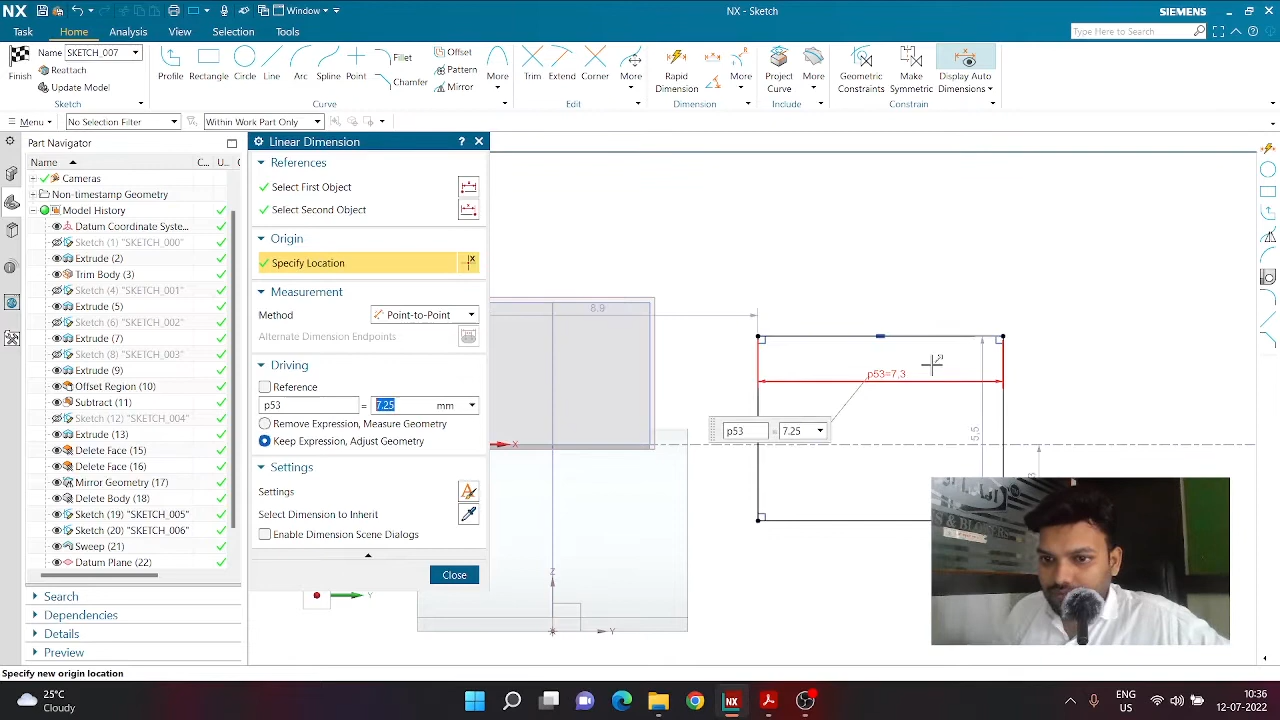 NX
Window
NX - Sketch
SIEMENS
Task
Home
Analysis
View
Selection
Tools
Type Here to Search
Finish
Name SKETCH_007
Reattach
Update Model
Sketch
Profile
Rectangle
Circle
Line
Arc
Spline
Point
Fillet
Chamfer
Offset
Pattern
Mirror
More
Curve
Trim
Extend
Corner
More
Edit
Rapid
Dimension
More
Dimension
Project
Curve
More
Include
Geometric
Constraints
Make
Symmetric
Display Auto
Dimensions
Constrain
Menu
No Selection Filter
Within Work Part Only
Part Navigator
Name
C...
U...
Cameras
Non-timestamp Geometry
Model History
Datum Coordinate Syste...
Sketch (1) "SKETCH_000"
Extrude (2)
Trim Body (3)
Sketch (4) "SKETCH_001"
Extrude (5)
Sketch (6) "SKETCH_002"
Extrude (7)
Sketch (8) "SKETCH_003"
Extrude (9)
Offset Region (10)
Subtract (11)
Sketch (12) "SKETCH_004"
Extrude (13)
Delete Face (15)
Delete Face (16)
Mirror Geometry (17)
Delete Body (18)
Sketch (19) "SKETCH_005"
Sketch (20) "SKETCH_006"
Sweep (21)
Datum Plane (22)
Search
Dependencies
Details
Preview
Linear Dimension
References
Select First Object
Select Second Object
Origin
Specify Location
Measurement
Method
Point-to-Point
Alternate Dimension Endpoints
Driving
Reference
p53 = 7.25 mm
Remove Expression, Measure Geometry
Keep Expression, Adjust Geometry
Settings
Settings
Select Dimension to Inherit
Enable Dimension Scene Dialogs
Close
8.9
p53=7.3
p53 = 7.25
5.5
X
Z
Y
Y
Specify new origin location
25°C
Cloudy
ENG
US
10:36
12-07-2022